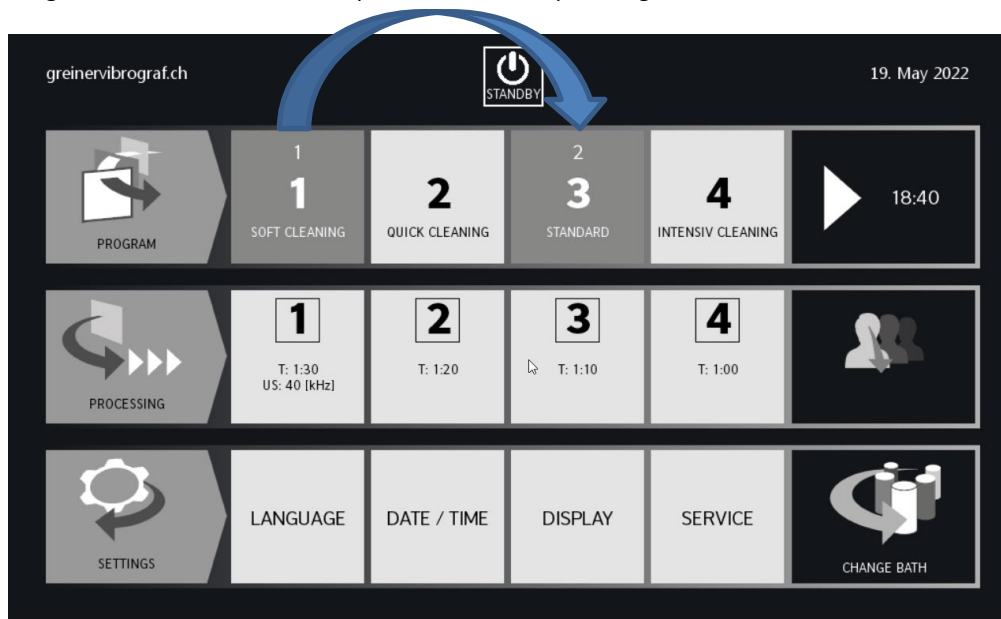 greinervibrograf.ch
STANDBY
19. May 2022
PROGRAM
1
1
SOFT CLEANING
2
QUICK CLEANING
2
3
STANDARD
4
INTENSIV CLEANING
18:40
PROCESSING
1
T: 1:30
US: 40 [kHz]
2
T: 1:20
3
T: 1:10
4
T: 1:00
SETTINGS
LANGUAGE
DATE / TIME
DISPLAY
SERVICE
CHANGE BATH